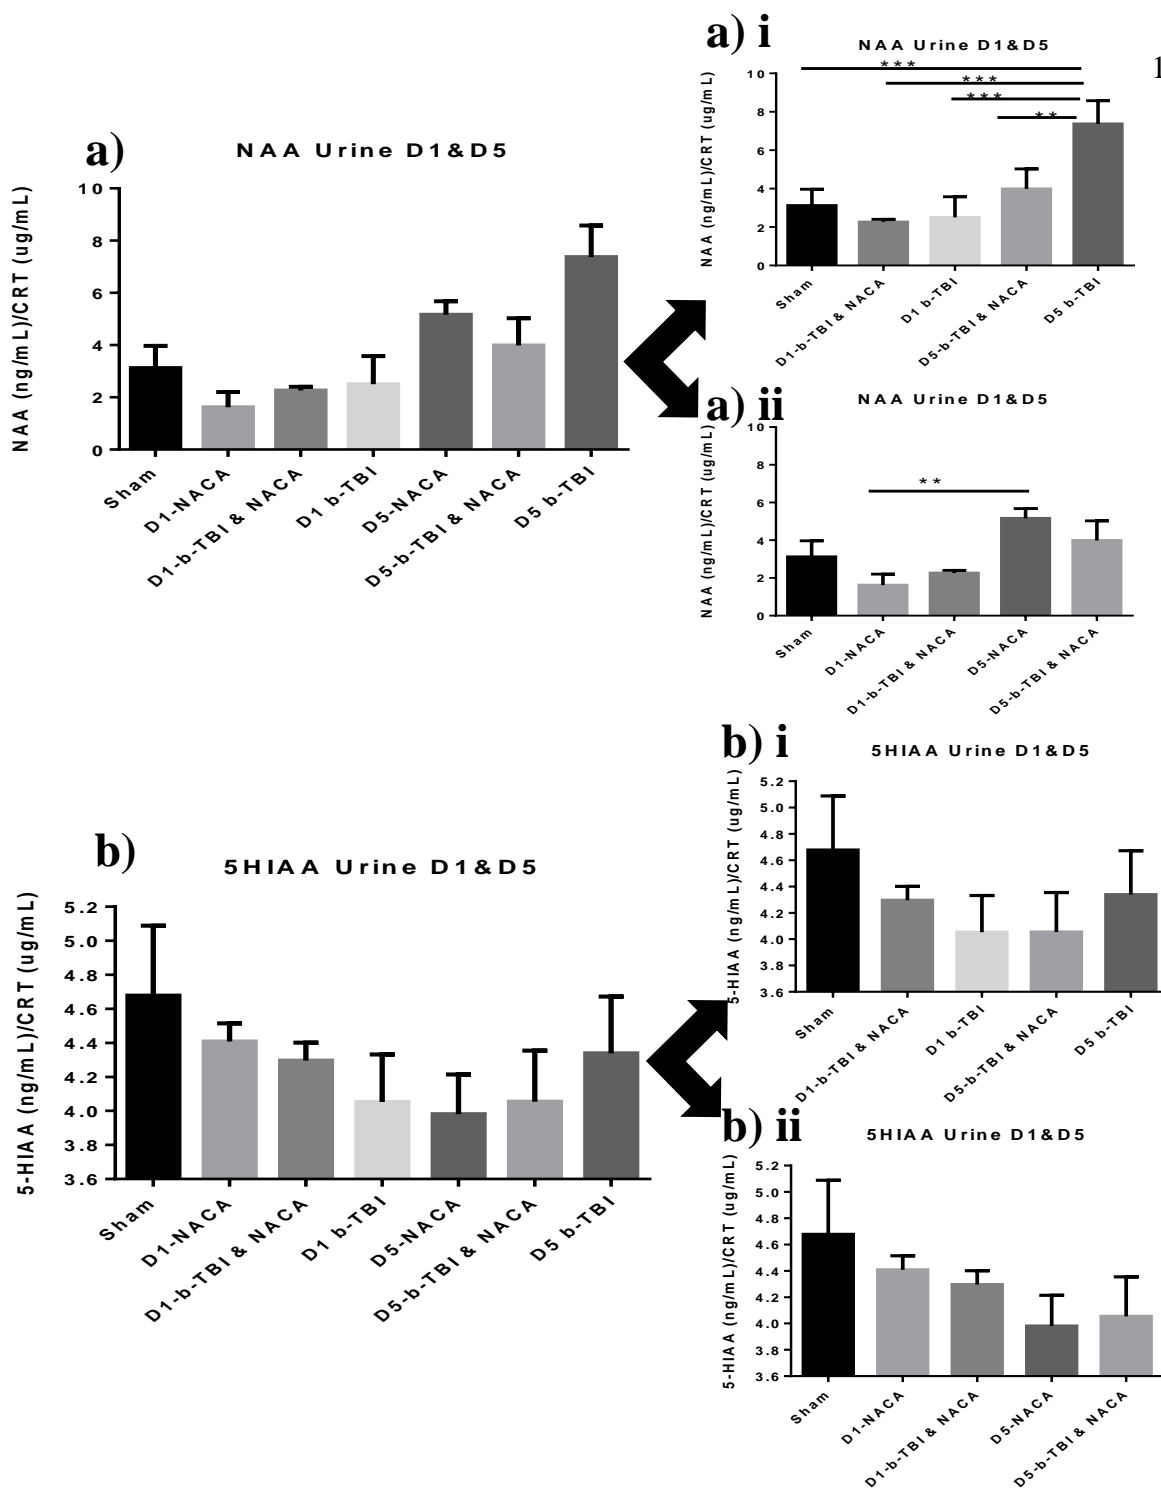 a) i
NAA Urine D1&D5
1
NAA (ng/mL)/CRT (ug/mL)
10
8
6
4
2
0
***
***
***
**
Sham
D1-b-TBI & NACA
D1 b-TBI
D5-b-TBI & NACA
D5 b-TBI
a)
NAA Urine D1&D5
NAA (ng/mL)/CRT (ug/mL)
10
8
6
4
2
0
Sham
D1-NACA
D1-b-TBI & NACA
D1 b-TBI
D5-NACA
D5-b-TBI & NACA
D5 b-TBI
a) ii
NAA Urine D1&D5
NAA (ng/mL)/CRT (ug/mL)
10
8
6
4
2
0
**
Sham
D1-NACA
D1-b-TBI & NACA
D5-NACA
D5-b-TBI & NACA
b) i
5HIAA Urine D1&D5
5-HIAA (ng/mL)/CRT (ug/mL)
5.2
5.0
4.8
4.6
4.4
4.2
4.0
3.8
3.6
Sham
D1-b-TBI & NACA
D1 b-TBI
D5-b-TBI & NACA
D5 b-TBI
b)
5HIAA Urine D1&D5
5-HIAA (ng/mL)/CRT (ug/mL)
5.2
5.0
4.8
4.6
4.4
4.2
4.0
3.8
3.6
Sham
D1-NACA
D1-b-TBI & NACA
D1 b-TBI
D5-NACA
D5-b-TBI & NACA
D5 b-TBI
b) ii
5HIAA Urine D1&D5
5-HIAA (ng/mL)/CRT (ug/mL)
5.2
5.0
4.8
4.6
4.4
4.2
4.0
3.8
3.6
Sham
D1-NACA
D1-b-TBI & NACA
D5-NACA
D5-b-TBI & NACA